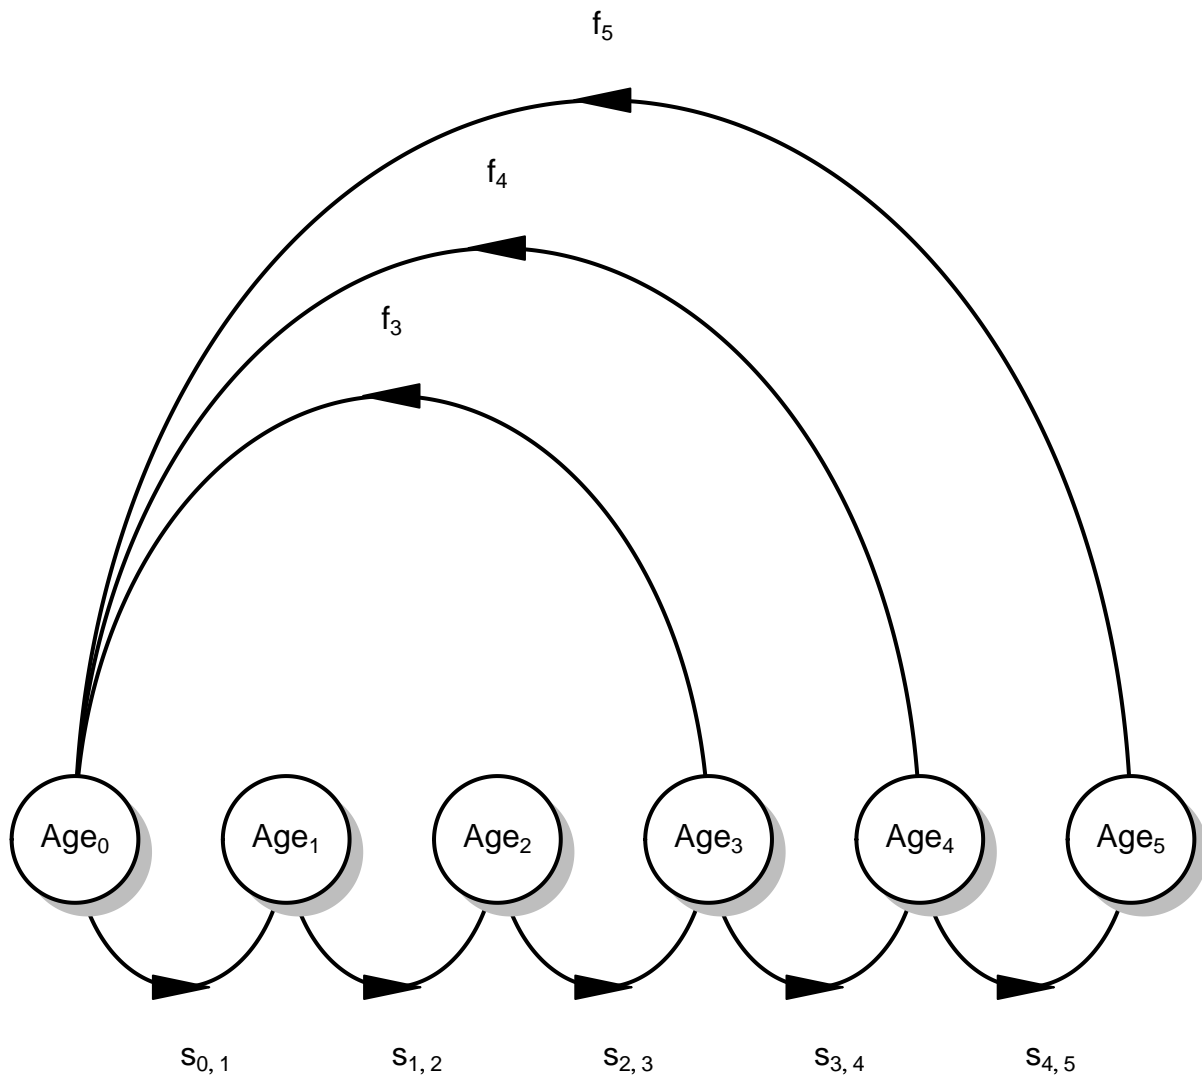 f5
f4
f3
Age0 Age1 Age2 Age3 Age4 Age5
s0, 1 s1, 2 s2, 3 s3, 4 s4, 5